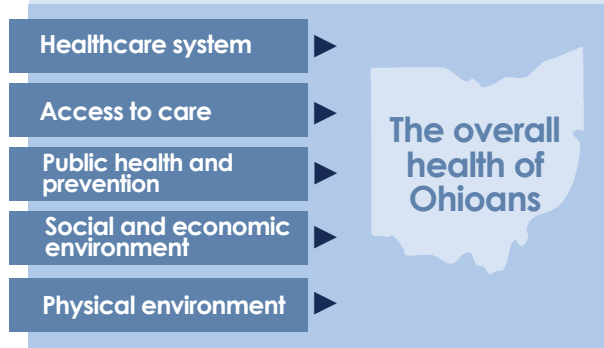 Healthcare system
Access to care
Public health and
prevention
Social and economic
environment
Physical environment
The overall
health of
Ohioans